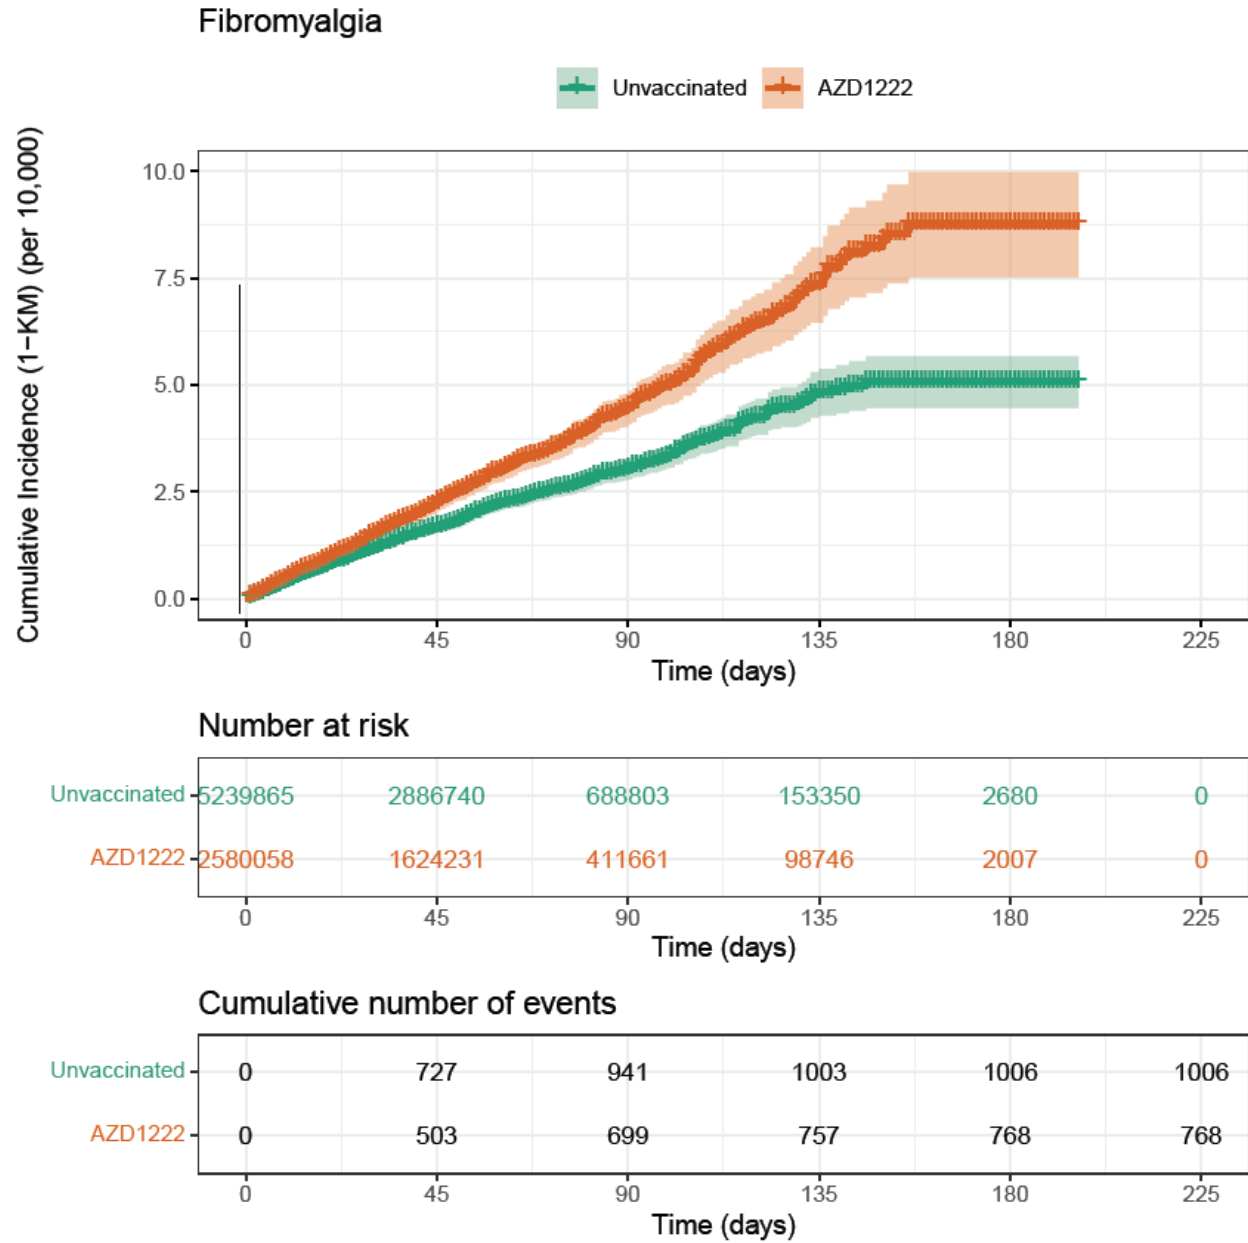 Fibromyalgia
Unvaccinated AZD1222
Cumulative Incidence (1−KM) (per 10,000)
10.0
7.5
5.0
2.5
0.0
0 45 90 135 180 225
Time (days)
Number at risk
Unvaccinated 5239865 2886740 688803 153350 2680 0
AZD1222 2580058 1624231 411661 98746 2007 0
0 45 90 135 180 225
Time (days)
Cumulative number of events
Unvaccinated 0 727 941 1003 1006 1006
AZD1222 0 503 699 757 768 768
0 45 90 135 180 225
Time (days)